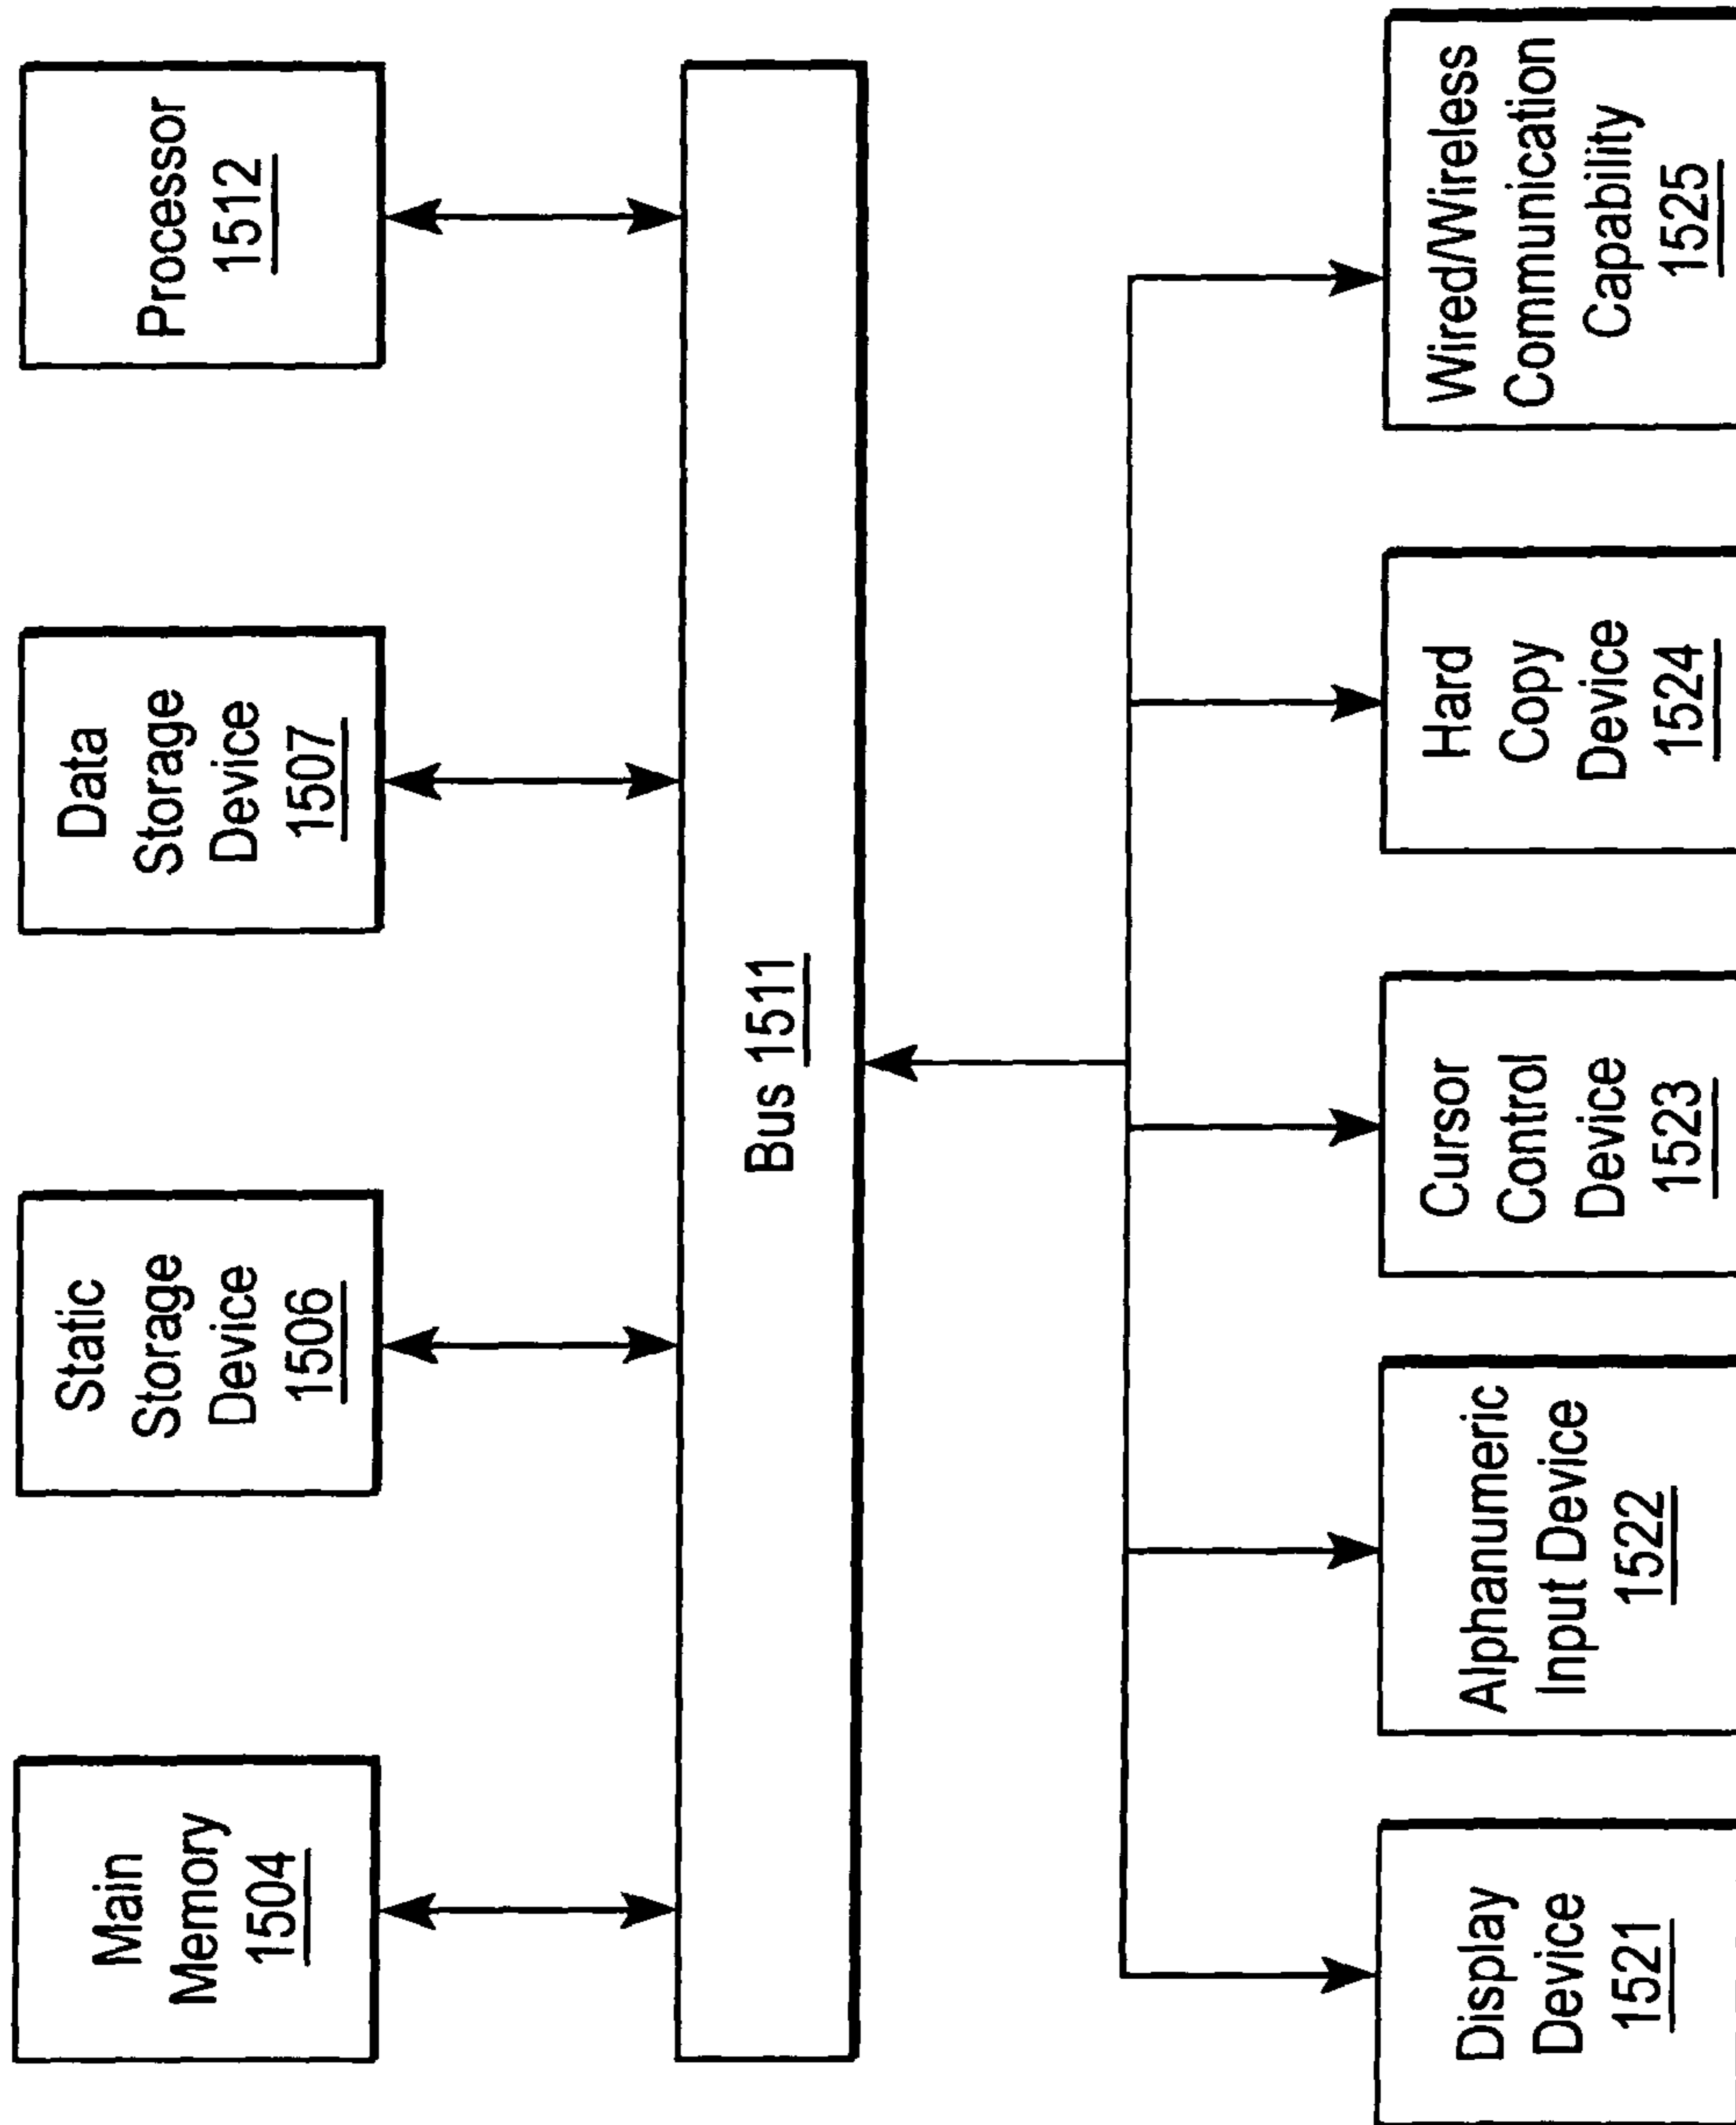 Main
Memory
1504
Static
Storage
Device
1506
Data
Storage
Device
1507
Processor
1512
Bus 1511
Display
Device
1521
Alphanumeric
Input Device
1522
Cursor
Control
Device
1523
Hard
Copy
Device
1524
Wired/Wireless
Communication
Capability
1525